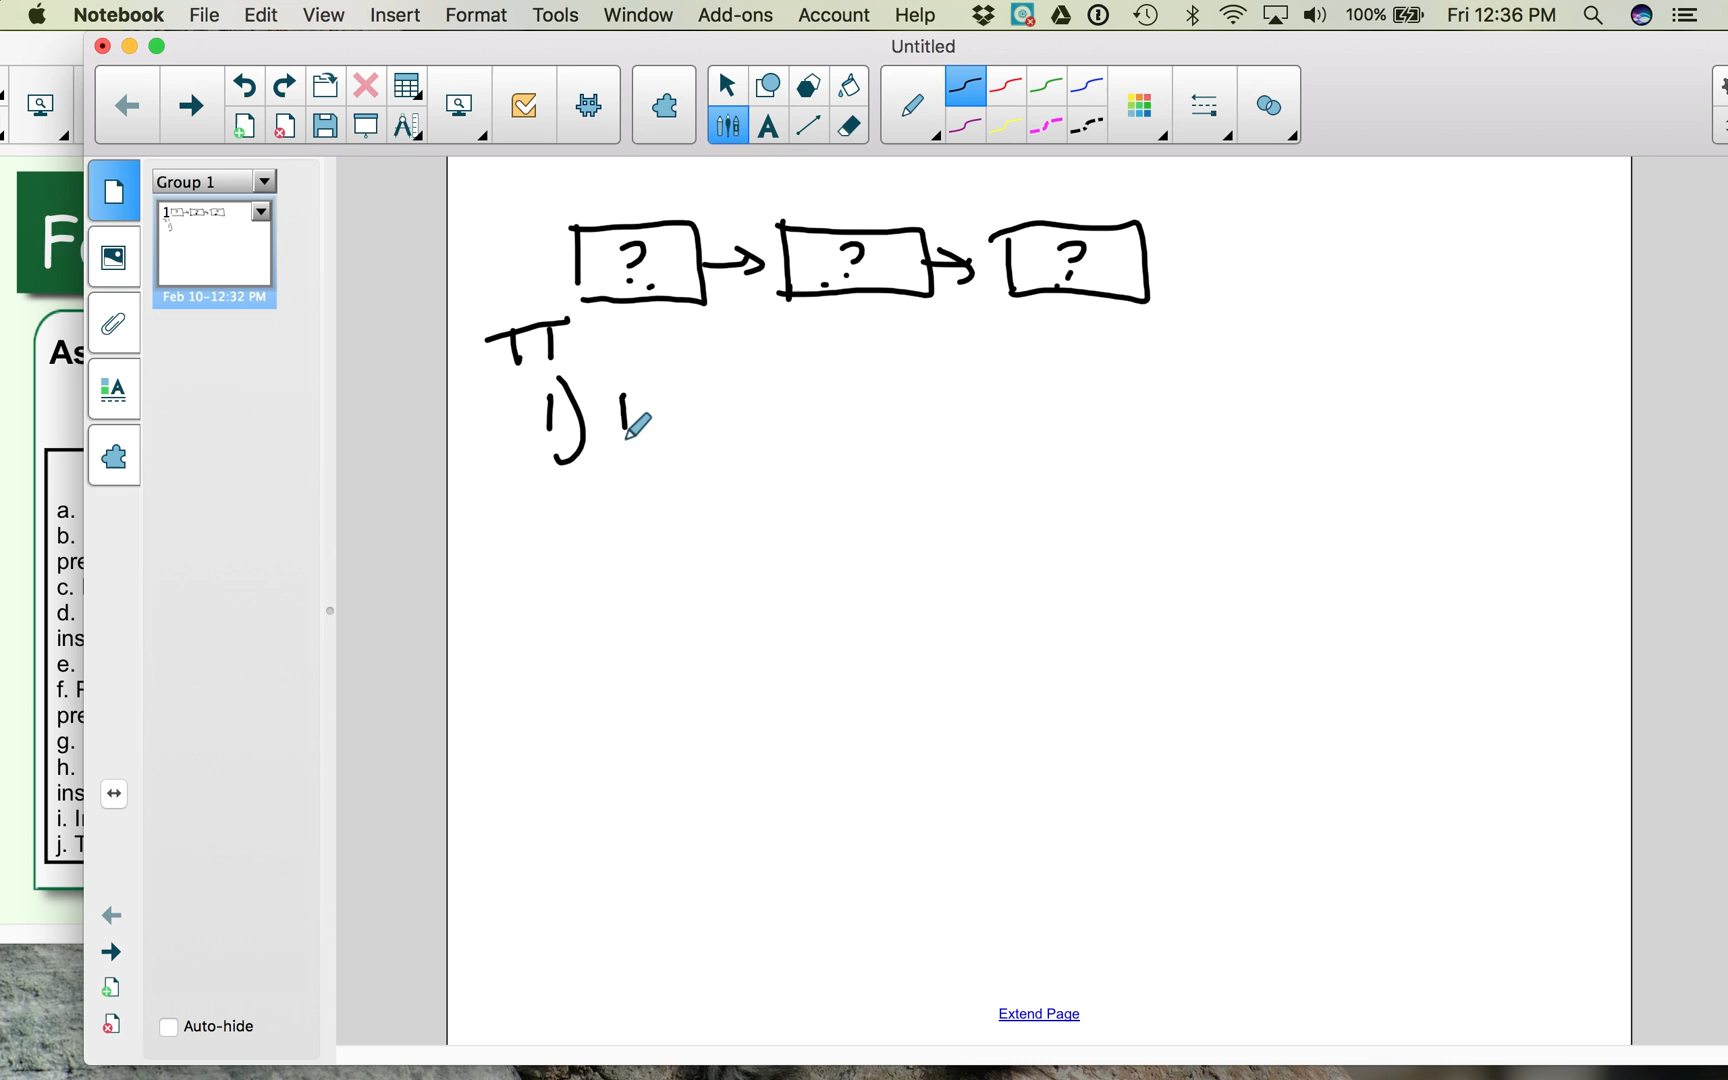 Notebook File Edit View Insert Format Tools Window Add-ons Account Help 100% Fri 12:36 PM
Untitled
Group 1
1
Feb 10–12:32 PM
? → ? → ?
1)
As
a.
b.
pre
c.
d.
ins
e.
f.
pre
g.
h.
ins
i.
j.
Auto-hide
Extend Page